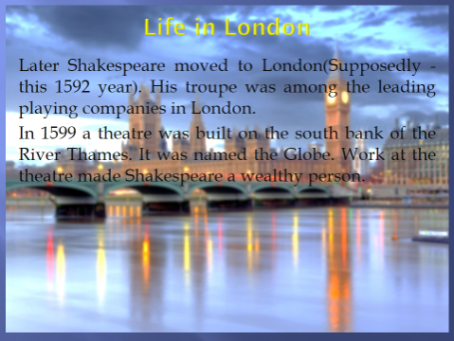 Life in London
Later Shakespeare moved to London(Supposedly -
this 1592 year). His troupe was among the leading
playing companies in London.
In 1599 a theatre was built on the south bank of the
River Thames. It was named the Globe. Work at the
theatre made Shakespeare a wealthy person.